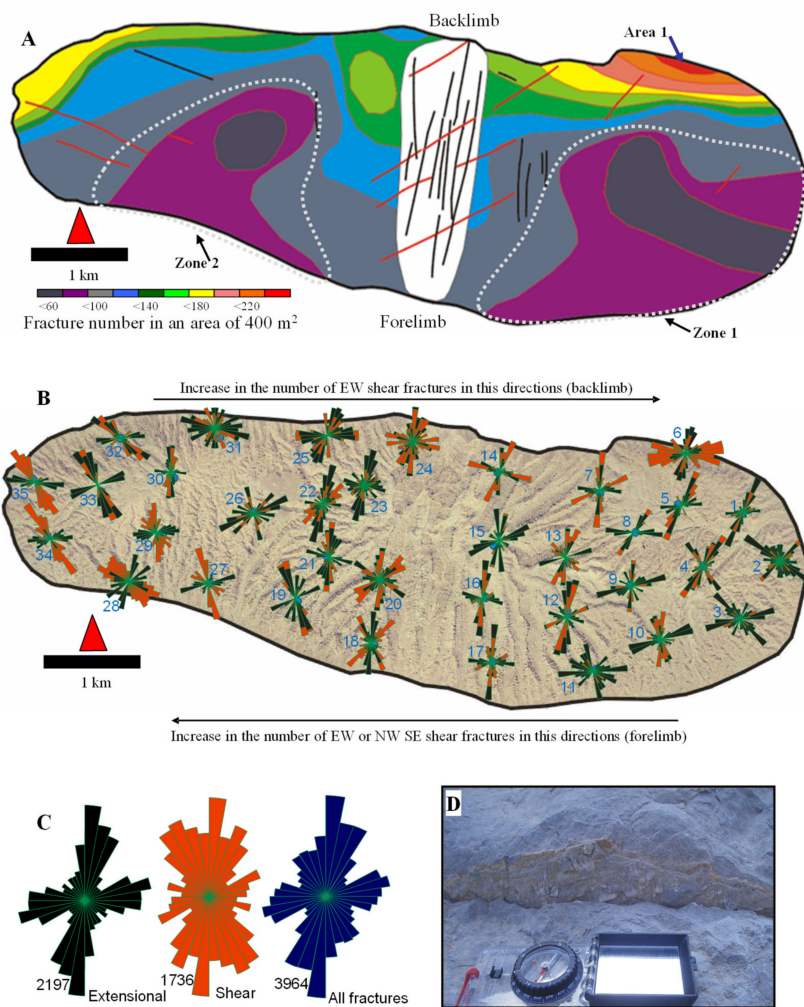 Backlimb
A
Area 1
Zone 2
1 km
<60 <100 <140 <180 <220
Fracture number in an area of 400 m²
Forelimb
Zone 1
B
Increase in the number of EW shear fractures in this directions (backlimb)
6
32
31
25
24
14
7
35
33
30
26
22
23
5
1
34
29
15
13
8
2
28
27
19
21
20
16
12
9
4
3
18
17
11
10
1 km
Increase in the number of EW or NW SE shear fractures in this directions (forelimb)
C
D
2197
Extensional
1736
Shear
3964
All fractures